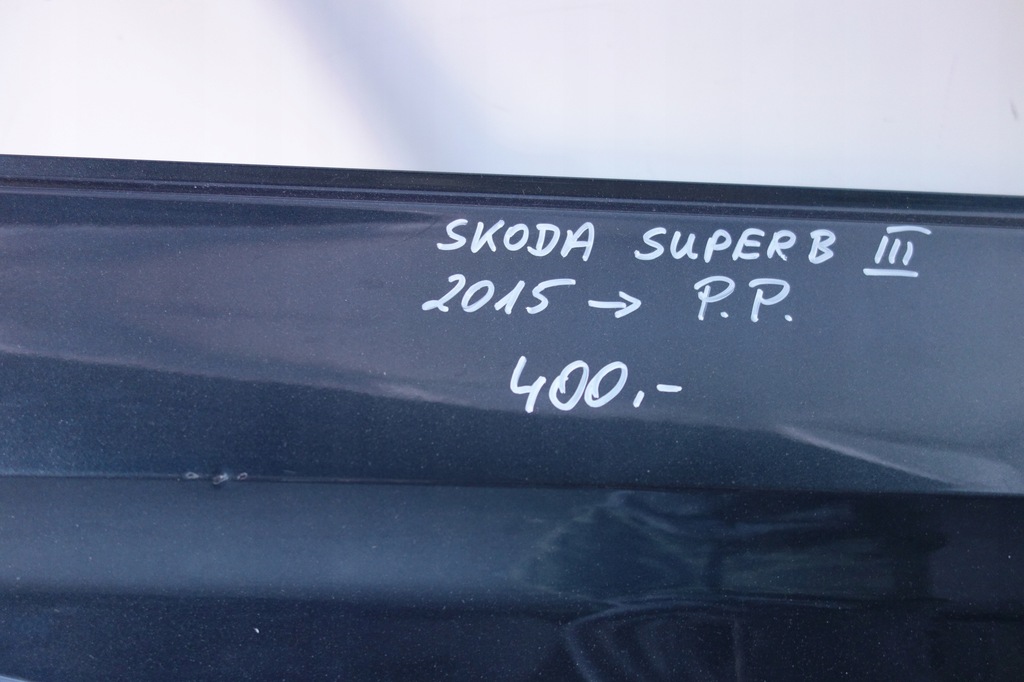 SKODA SUPERB III
2015 → P.P.
400,-